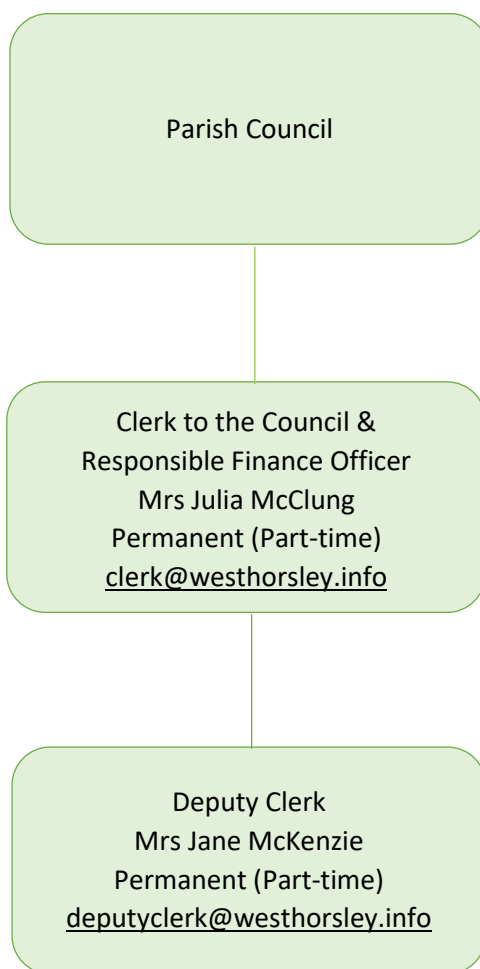 Parish Council
Clerk to the Council &
Responsible Finance Officer
Mrs Julia McClung
Permanent (Part-time)
clerk@westhorsley.info
Deputy Clerk
Mrs Jane McKenzie
Permanent (Part-time)
deputyclerk@westhorsley.info